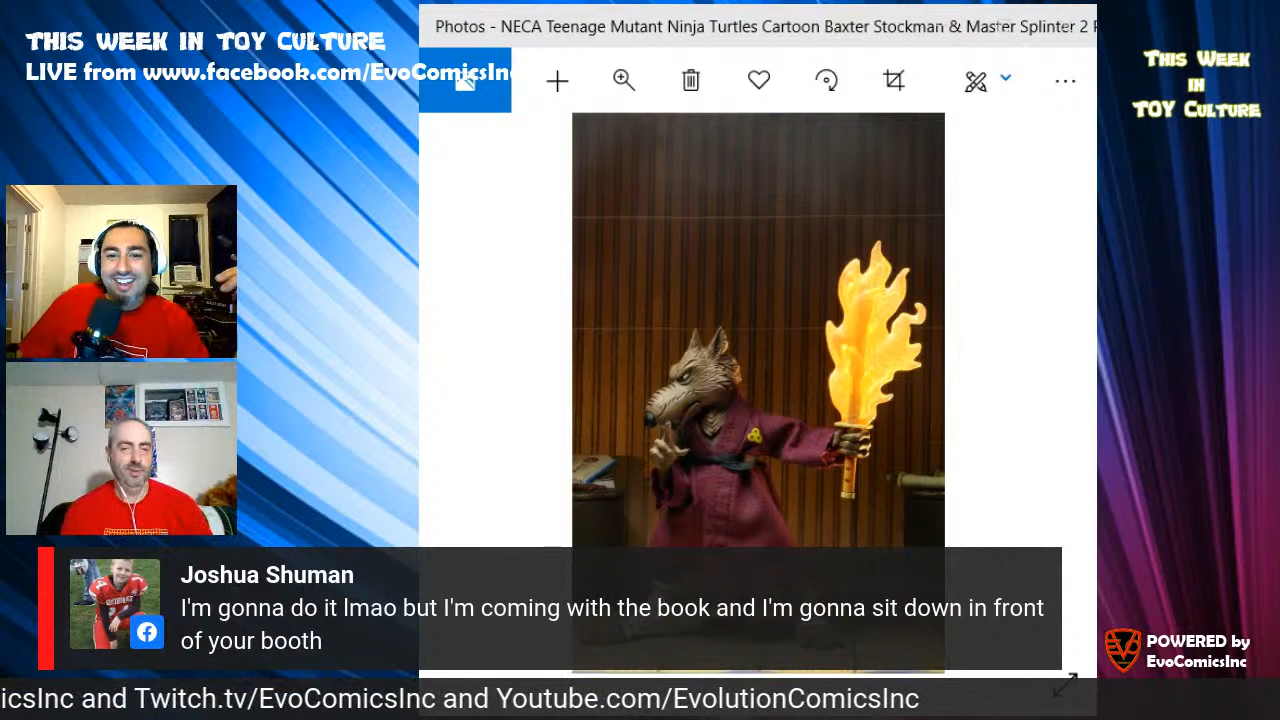 THIS WEEK IN TOY CULTURE
LIVE from www.facebook.com/EvoComicsIn
Photos - NECA Teenage Mutant Ninja Turtles Cartoon Baxter Stockman & Master Splinter 2
This Week
in
TOY Culture
Joshua Shuman
I'm gonna do it lmao but I'm coming with the book and I'm gonna sit down in front
of your booth
POWERED by
EvoComicsInc
icsInc and Twitch.tv/EvoComicsInc and Youtube.com/EvolutionComicsInc